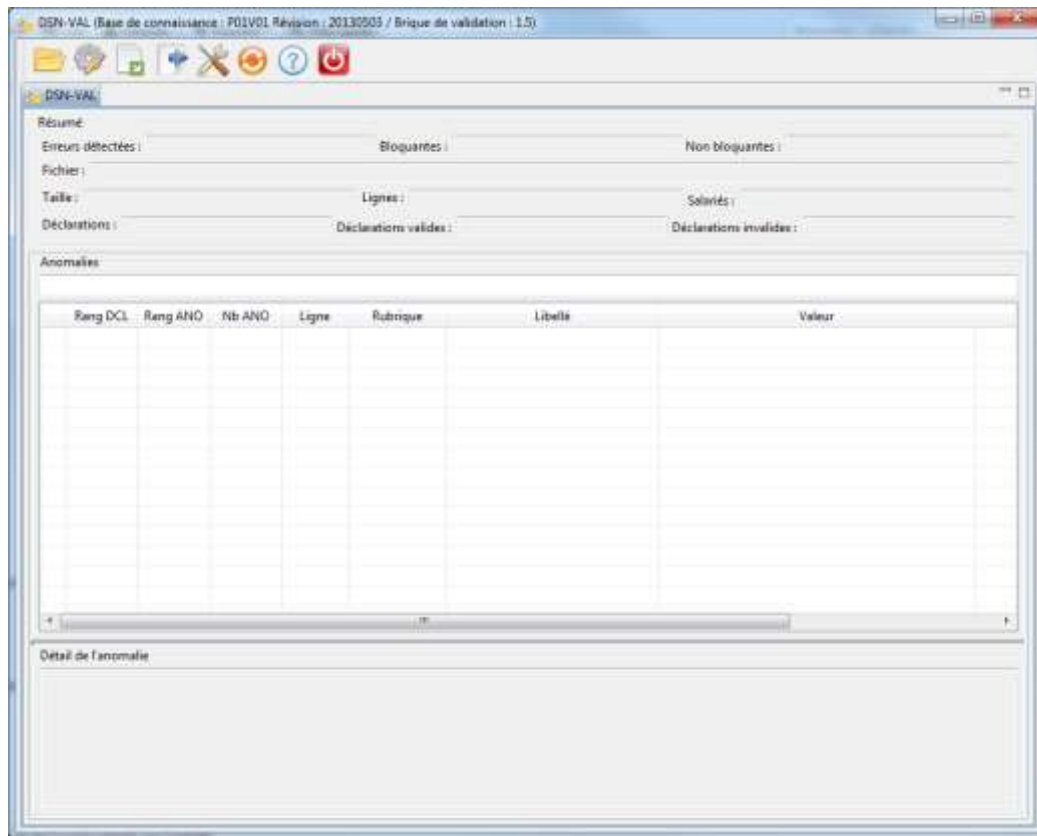 DSN-VAL (Base de connaissance : P01V01 Révision : 20130503 / Brique de validation : 1.5)
DSN-VAL
Résumé
Erreurs détectées : Bloquantes : Non bloquantes :
Fichier :
Taille : Lignes : Salariés :
Déclarations : Déclarations valides : Déclarations invalides :
Anomalies
Rang DCL Rang ANO Nb ANO Ligne Rubrique Libellé Valeur
Détail de l'anomalie